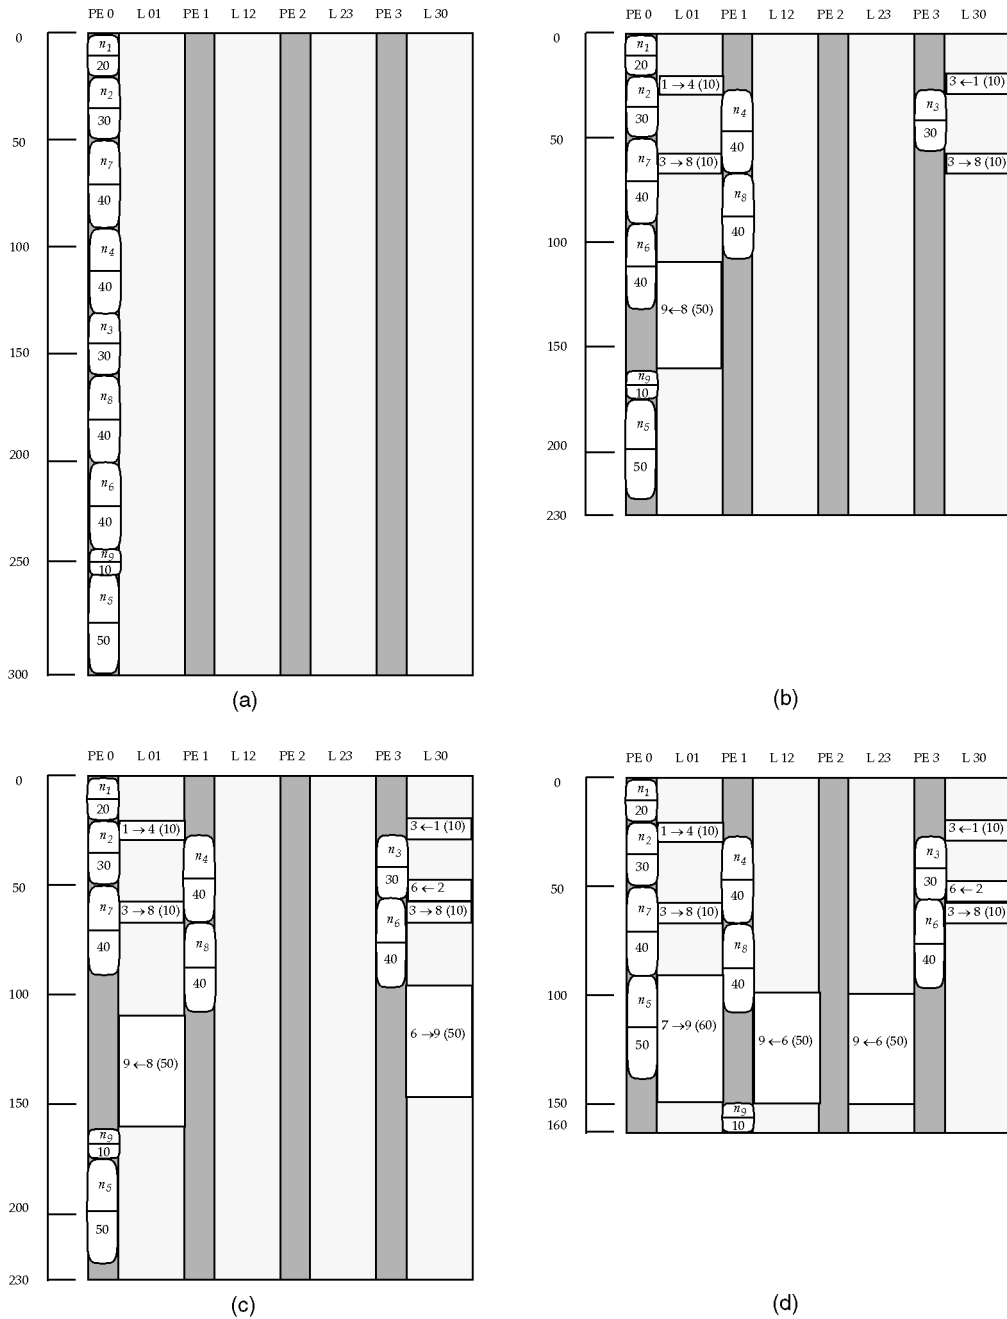 PE 0 L 01 PE 1 L 12 PE 2 L 23 PE 3 L 30
0
n1
20
n2
30
50
n7
40
100
n4
40
n3
150
30
n8
40
200
n6
40
250
n9
10
n5
50
300
(a)
PE 0 L 01 PE 1 L 12 PE 2 L 23 PE 3 L 30
0
n1
20
1 → 4 (10)
3 ← 1 (10)
n2
n4
n3
30
30
50
n7
40
3 → 8 (10)
3 → 8 (10)
40
n8
40
100
n6
40
9 ← 8 (50)
150
n9
10
n5
200
50
230
(b)
PE 0 L 01 PE 1 L 12 PE 2 L 23 PE 3 L 30
0
n1
20
1 → 4 (10)
3 ← 1 (10)
n2
n4
n3
30
40
30
50
6 ← 2
n7
3 → 8 (10)
3 → 8 (10)
n6
40
n8
40
40
100
9 ← 8 (50)
6 → 9 (50)
150
n9
10
n5
200
50
230
(c)
PE 0 L 01 PE 1 L 12 PE 2 L 23 PE 3 L 30
0
n1
20
1 → 4 (10)
3 ← 1 (10)
n2
n4
n3
30
40
30
50
6 ← 2
n7
3 → 8 (10)
3 → 8 (10)
n6
40
n8
40
40
100
n5
50
7 → 9 (60)
9 ← 6 (50)
9 ← 6 (50)
150
n9
10
160
(d)